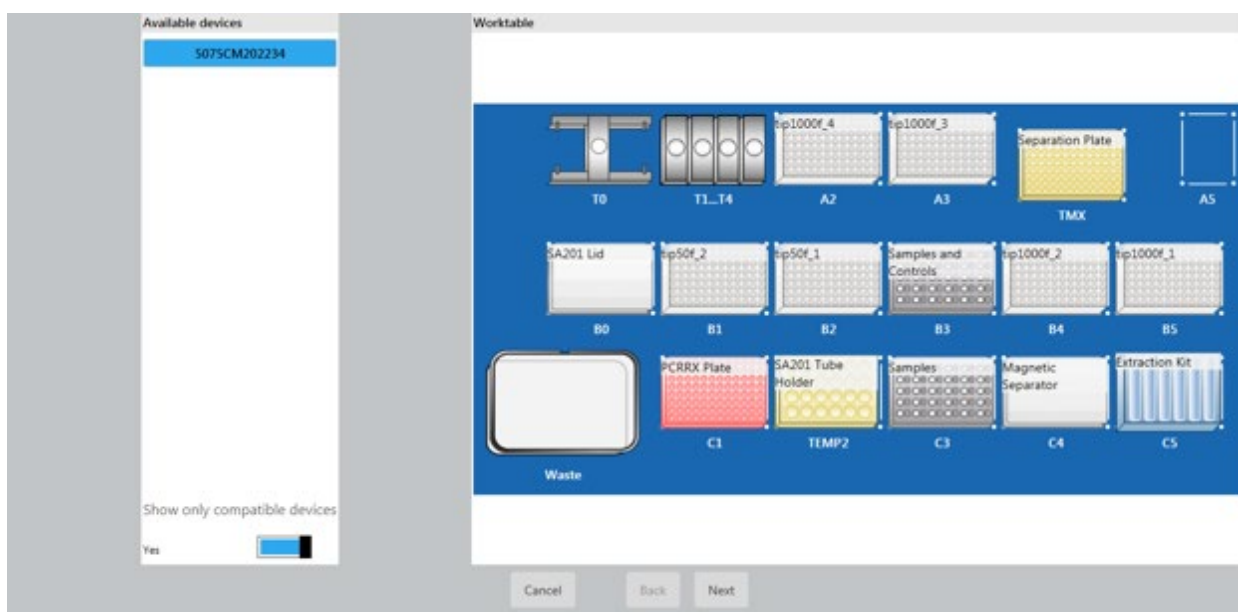 Available devices
Worktable
5075CM202234
tip1000f_4
tip1000f_3
Separation Plate
T0
T1...T4
A2
A3
TMX
A5
SA201 Lid
tip50f_2
tip50f_1
Samples and
Controls
tip1000f_2
tip1000f_1
B0
B1
B2
B3
B4
B5
PCRRX Plate
SA201 Tube
Holder
Samples
Magnetic
Separator
Extraction Kit
C1
TEMP2
C3
C4
C5
Waste
Show only compatible devices
Yes
Cancel
Back
Next